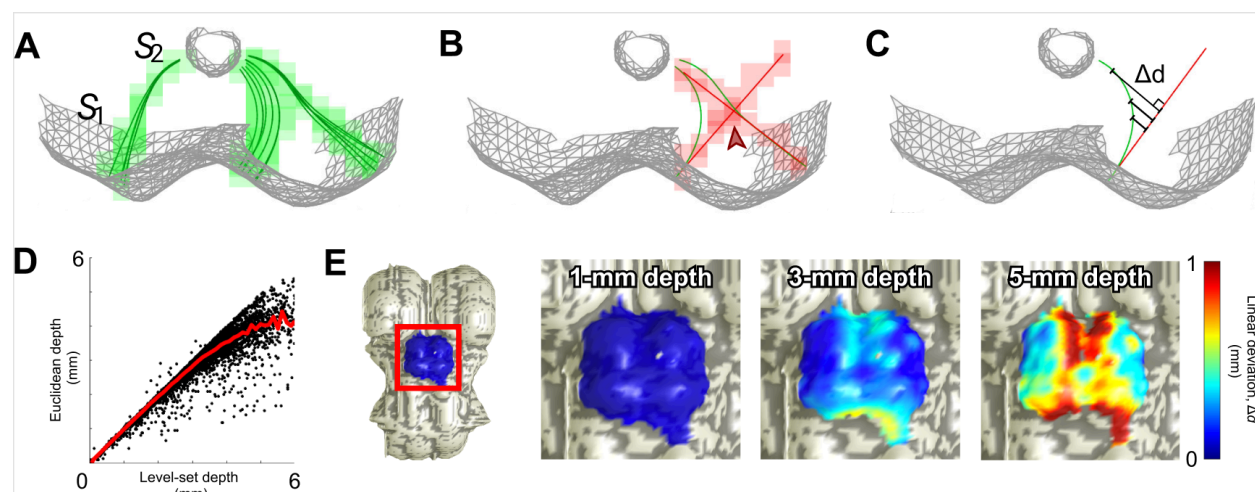 A
S2
S1
B
C
Δd
D
6
Euclidean depth
(mm)
0
Level-set depth
6
(mm)
E
1-mm depth
3-mm depth
5-mm depth
1
Linear deviation, Δd
(mm)
0